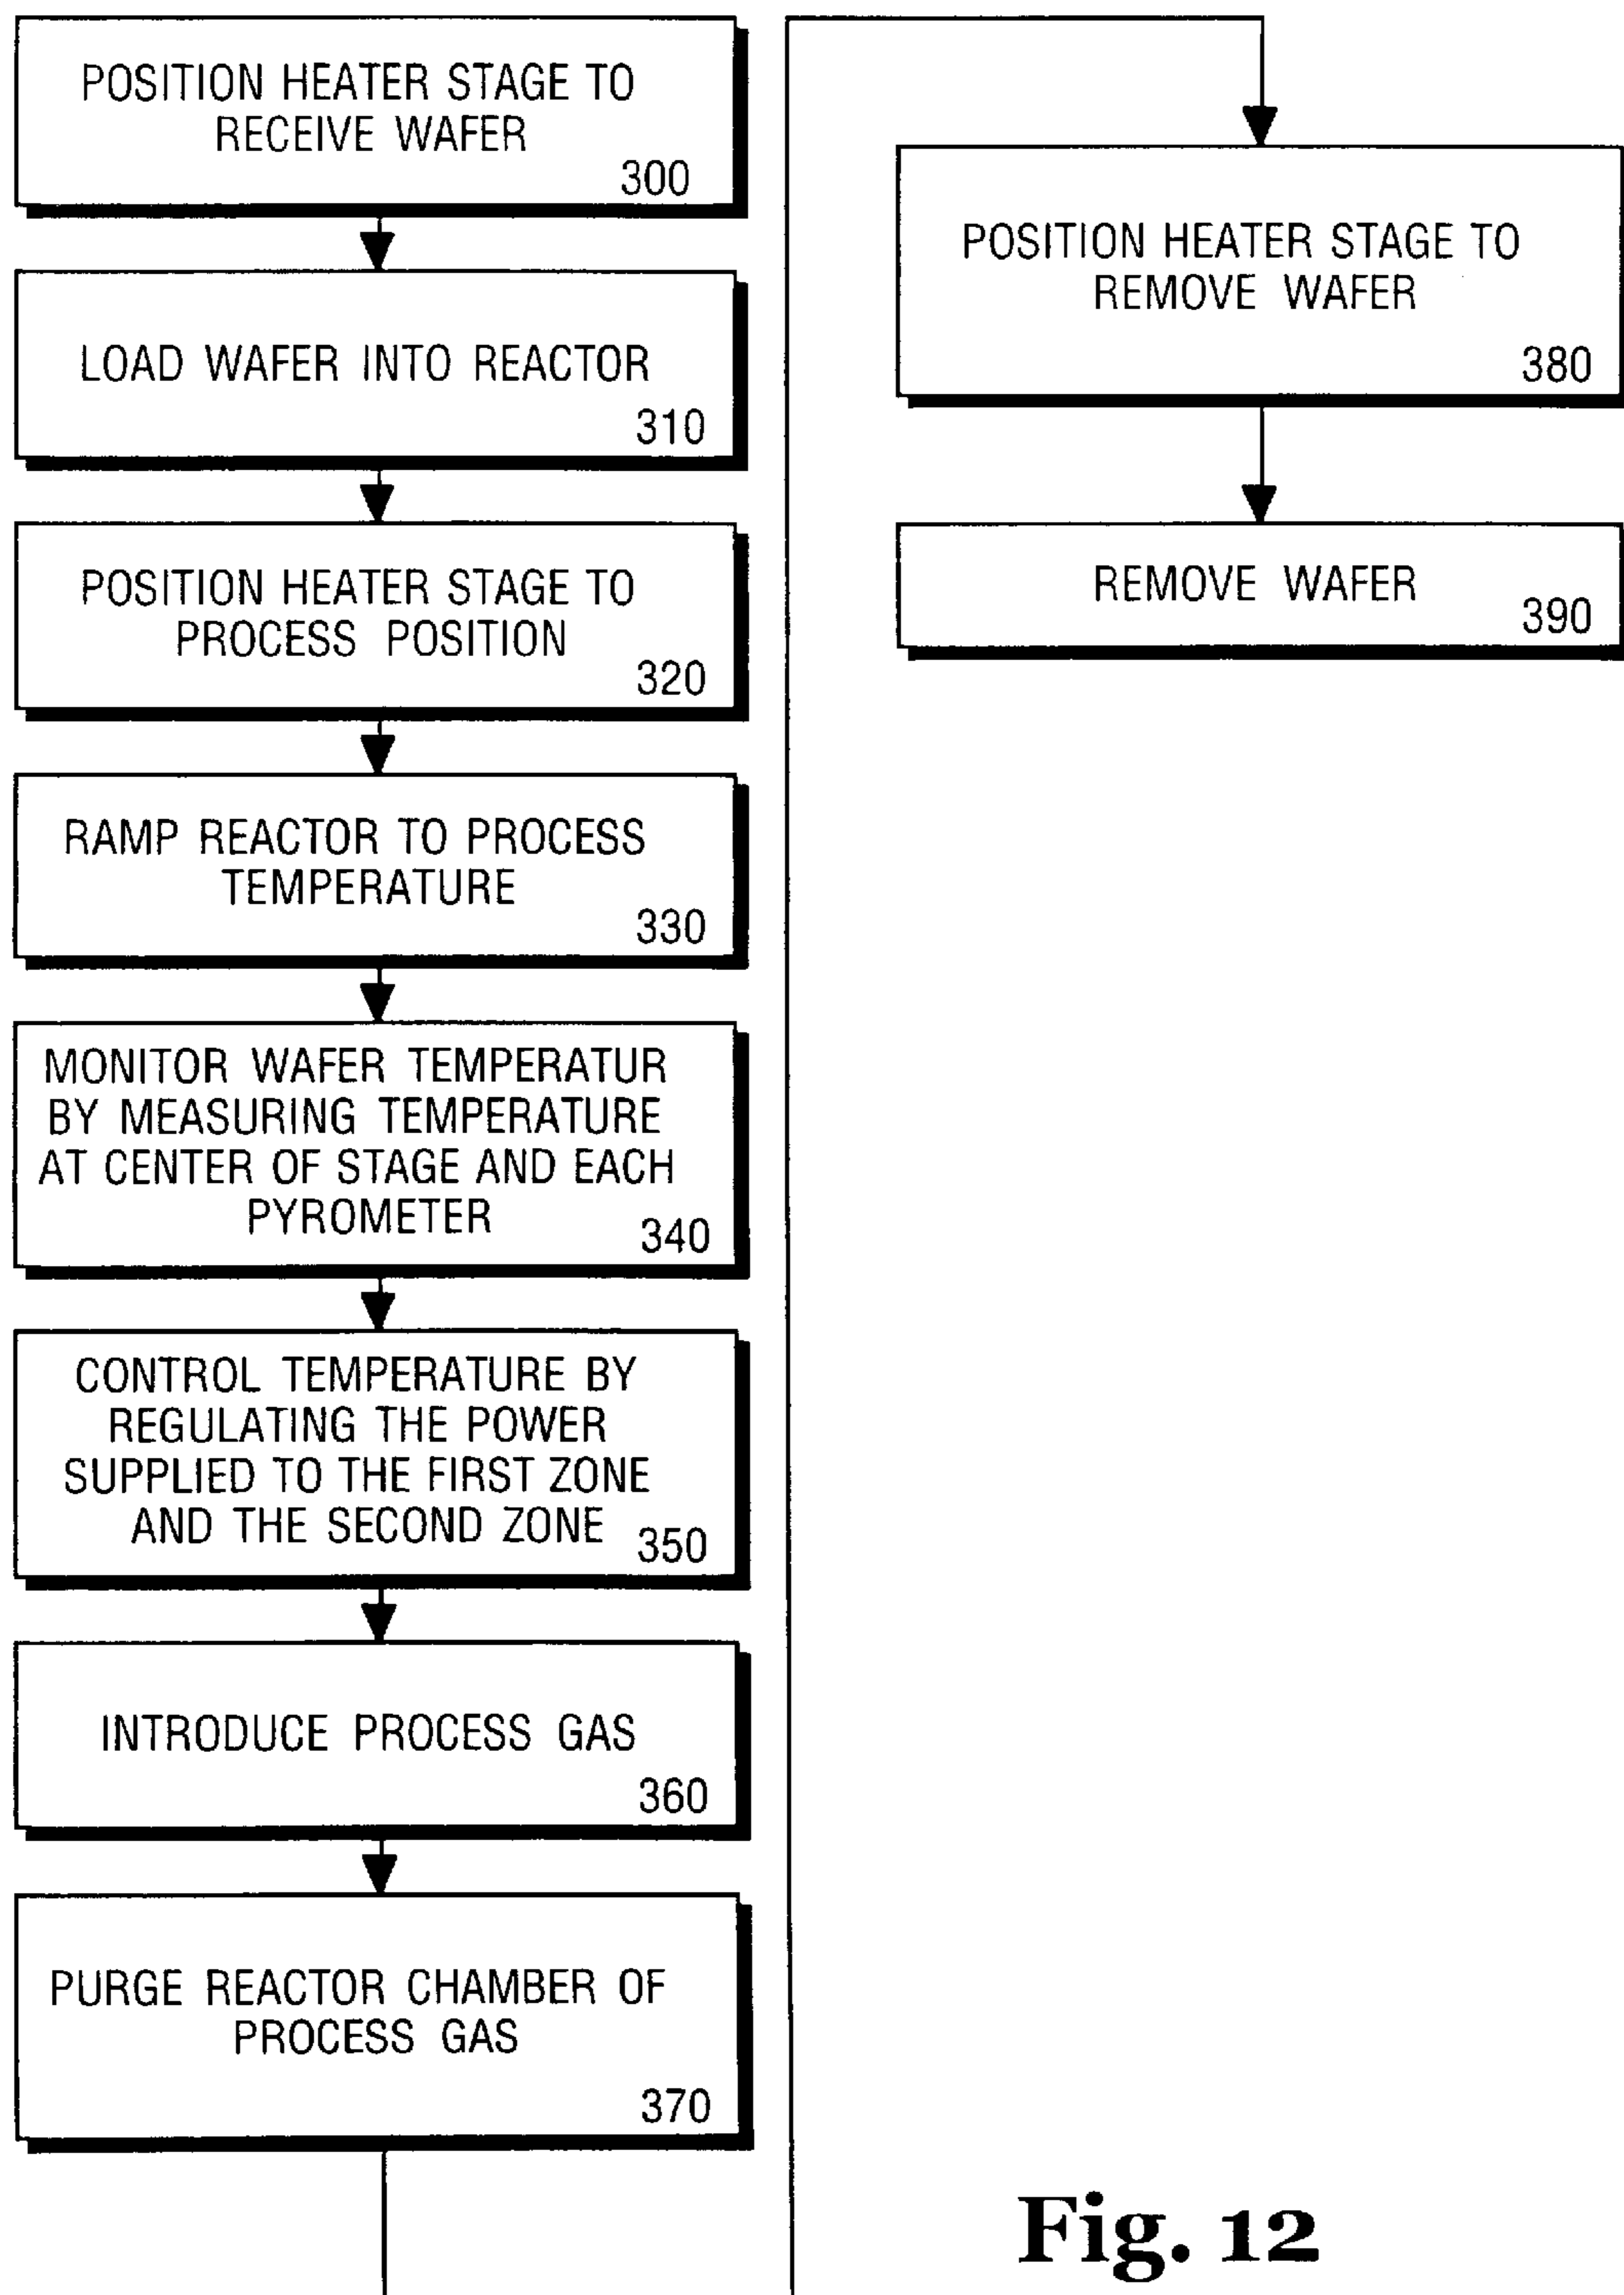 POSITION HEATER STAGE TO
RECEIVE WAFER
300
LOAD WAFER INTO REACTOR
310
POSITION HEATER STAGE TO
PROCESS POSITION
320
RAMP REACTOR TO PROCESS
TEMPERATURE
330
MONITOR WAFER TEMPERATUR
BY MEASURING TEMPERATURE
AT CENTER OF STAGE AND EACH
PYROMETER
340
CONTROL TEMPERATURE BY
REGULATING THE POWER
SUPPLIED TO THE FIRST ZONE
AND THE SECOND ZONE
350
INTRODUCE PROCESS GAS
360
PURGE REACTOR CHAMBER OF
PROCESS GAS
370
POSITION HEATER STAGE TO
REMOVE WAFER
380
REMOVE WAFER
390
Fig. 12